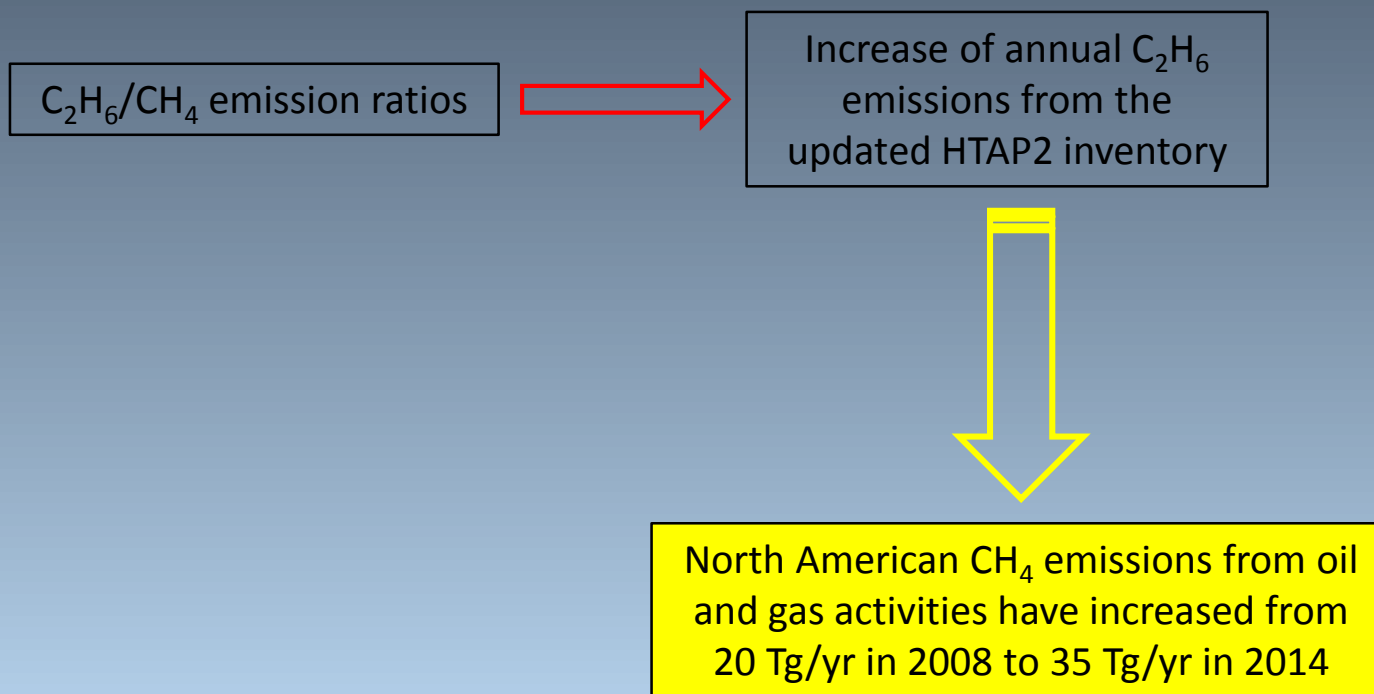 C₂H₆/CH₄ emission ratios
Increase of annual C₂H₆
emissions from the
updated HTAP2 inventory
North American CH₄ emissions from oil
and gas activities have increased from
20 Tg/yr in 2008 to 35 Tg/yr in 2014